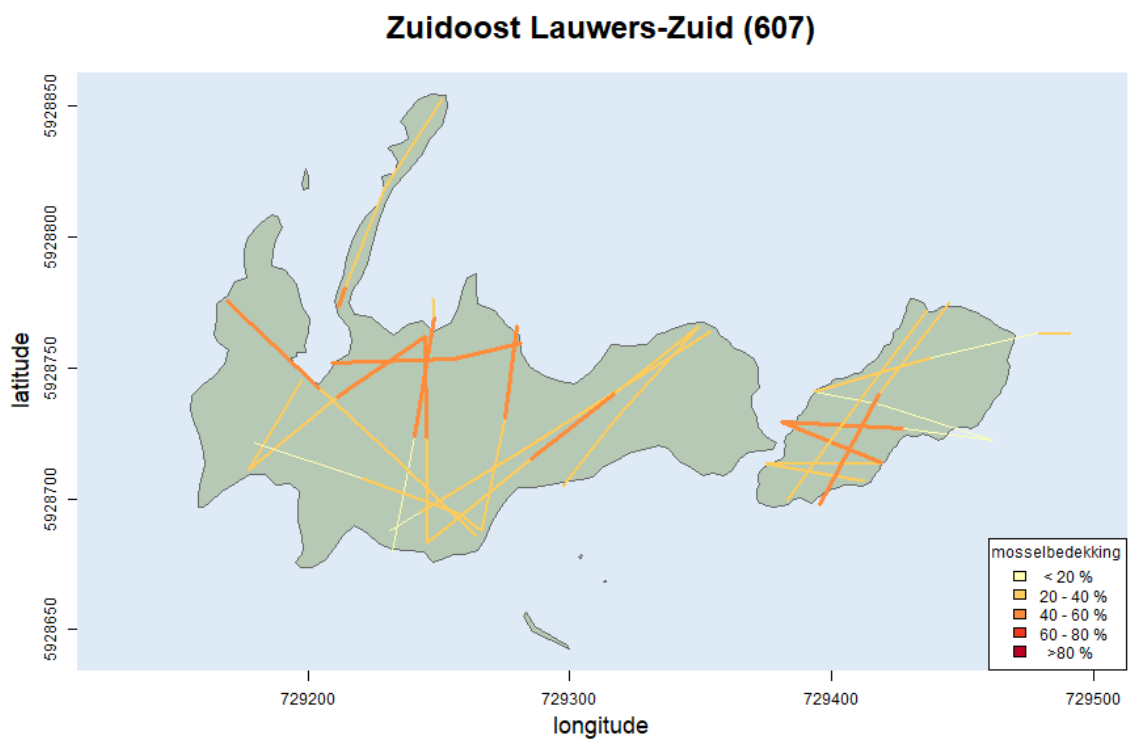 Zuidoost Lauwers-Zuid (607)
latitude
5928850
5928800
5928750
5928700
5928650
mosselbedekking
< 20 %
20 - 40 %
40 - 60 %
60 - 80 %
>80 %
729200
729300
729400
729500
longitude